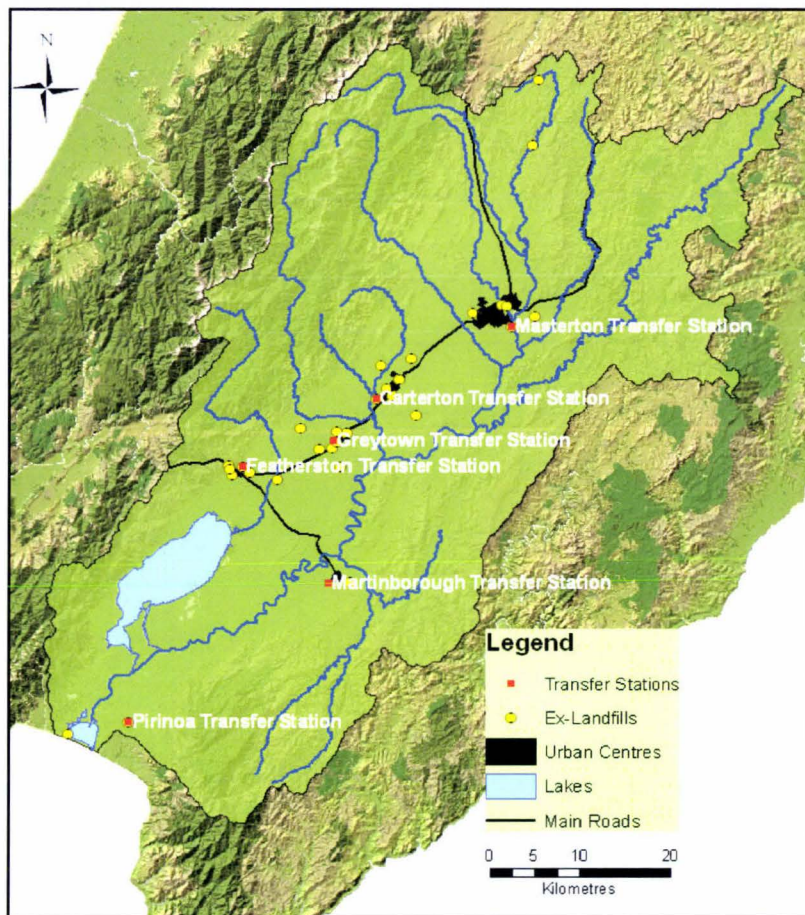 N
Masterton Transfer Station
Carterton Transfer Station
Greytown Transfer Station
Featherston Transfer Station
Martinborough Transfer Station
Pirinoa Transfer Station
Legend
Transfer Stations
Ex-Landfills
Urban Centres
Lakes
Main Roads
0 5 10 20
Kilometres